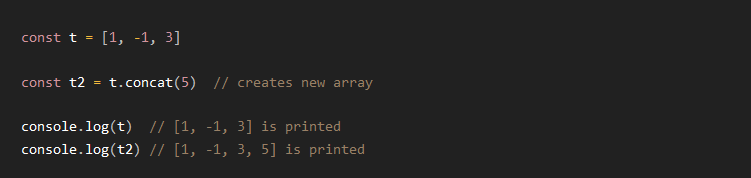 const t = [1, -1, 3]
const t2 = t.concat(5)  // creates new array
console.log(t)  // [1, -1, 3] is printed
console.log(t2) // [1, -1, 3, 5] is printed